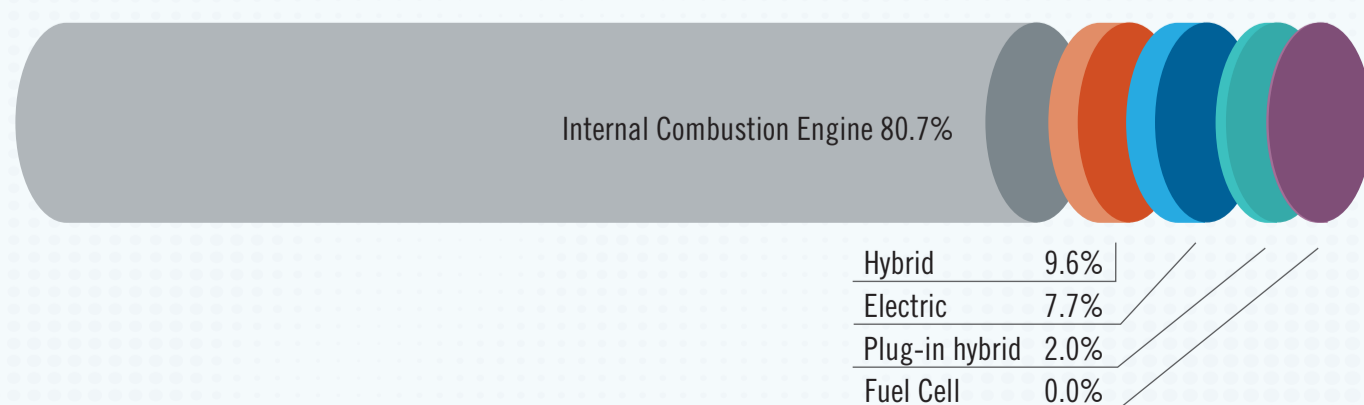 Internal Combustion Engine 80.7%
Hybrid 9.6%
Electric 7.7%
Plug-in hybrid 2.0%
Fuel Cell 0.0%